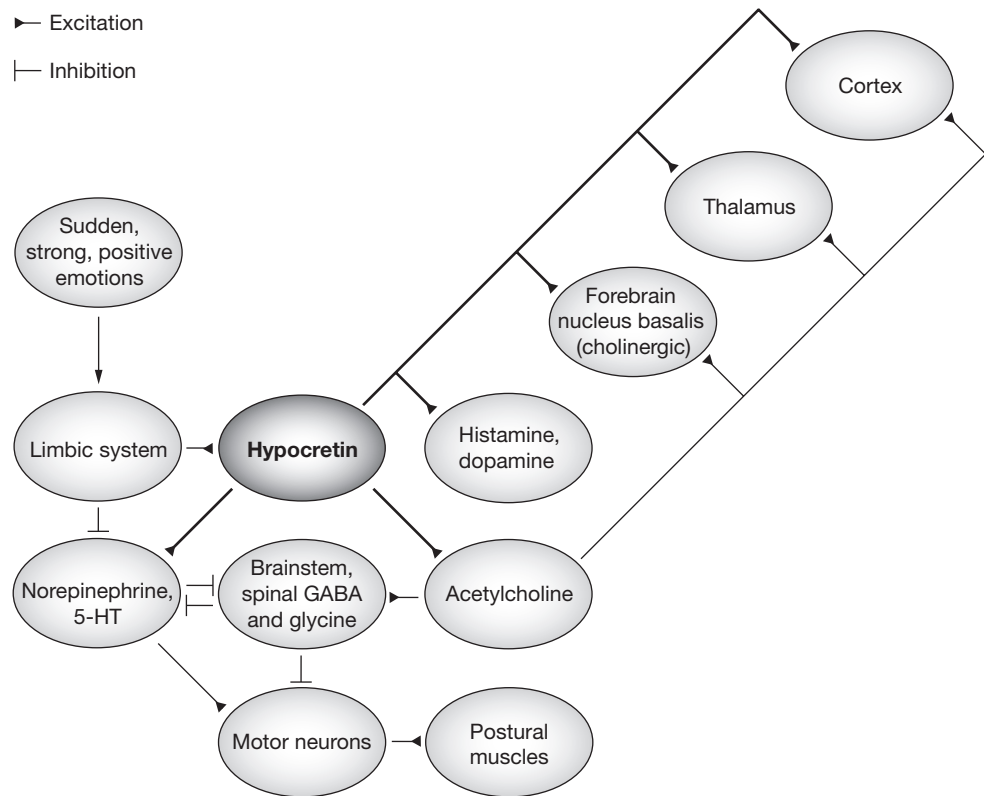 Excitation
Inhibition
Cortex
Thalamus
Sudden,
strong, positive
emotions
Forebrain
nucleus basalis
(cholinergic)
Limbic system
Hypocretin
Histamine,
dopamine
Norepinephrine,
5-HT
Brainstem,
spinal GABA
and glycine
Acetylcholine
Motor neurons
Postural
muscles